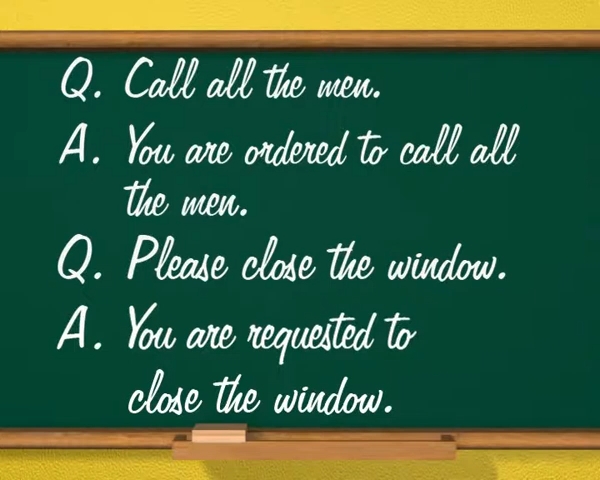 Q. Call all the men.
A. You are ordered to call all
the men.
Q. Please close the window.
A. You are requested to
close the window.